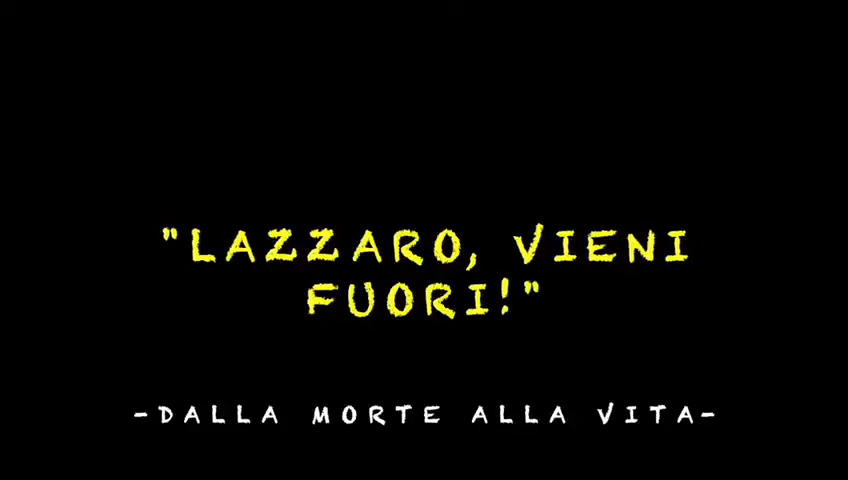 "LAZZARO, VIENI
FUORI!"
-DALLA MORTE ALLA VITA-